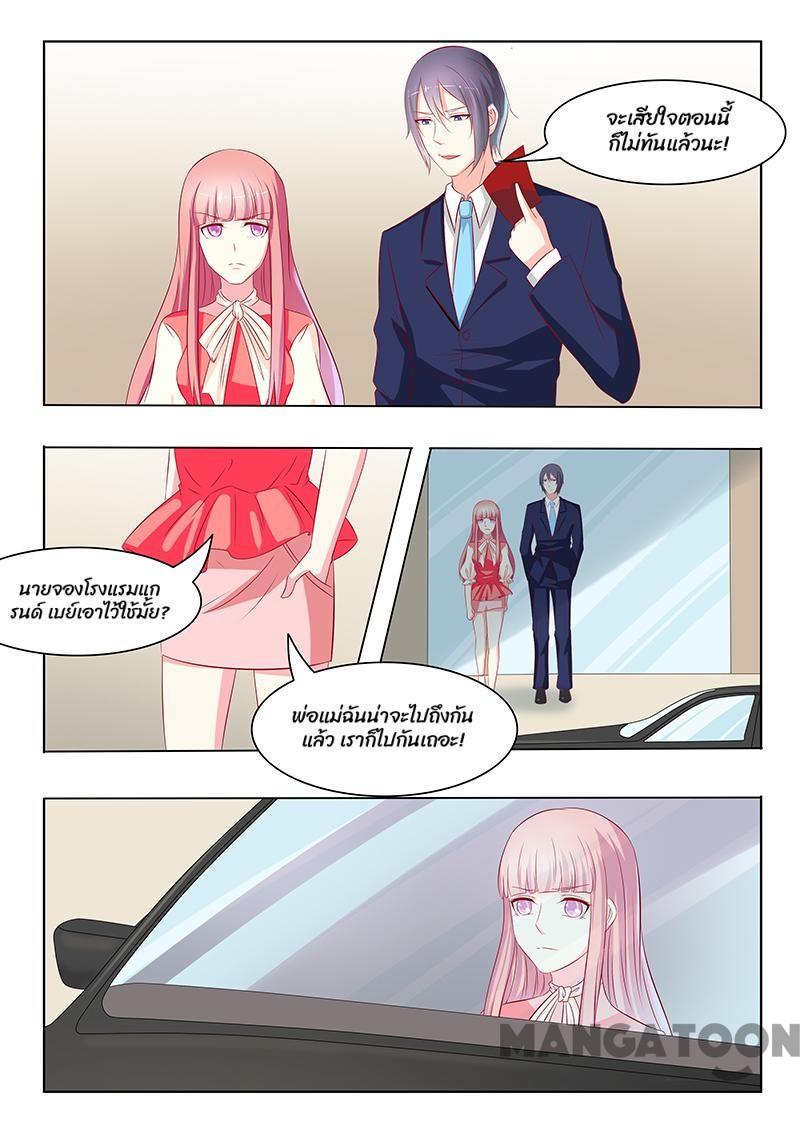 จะเสียใจตอนนี้
ก็ไม่ทันแล้วนะ!
นายจองโรงแรมแก
รนด์ เบย์เอาไว้ใช้มั้ย?
พ่อแม่ฉันน่าจะไปถึงกัน
แล้ว เราก็ไปกันเถอะ!
MANGATOON